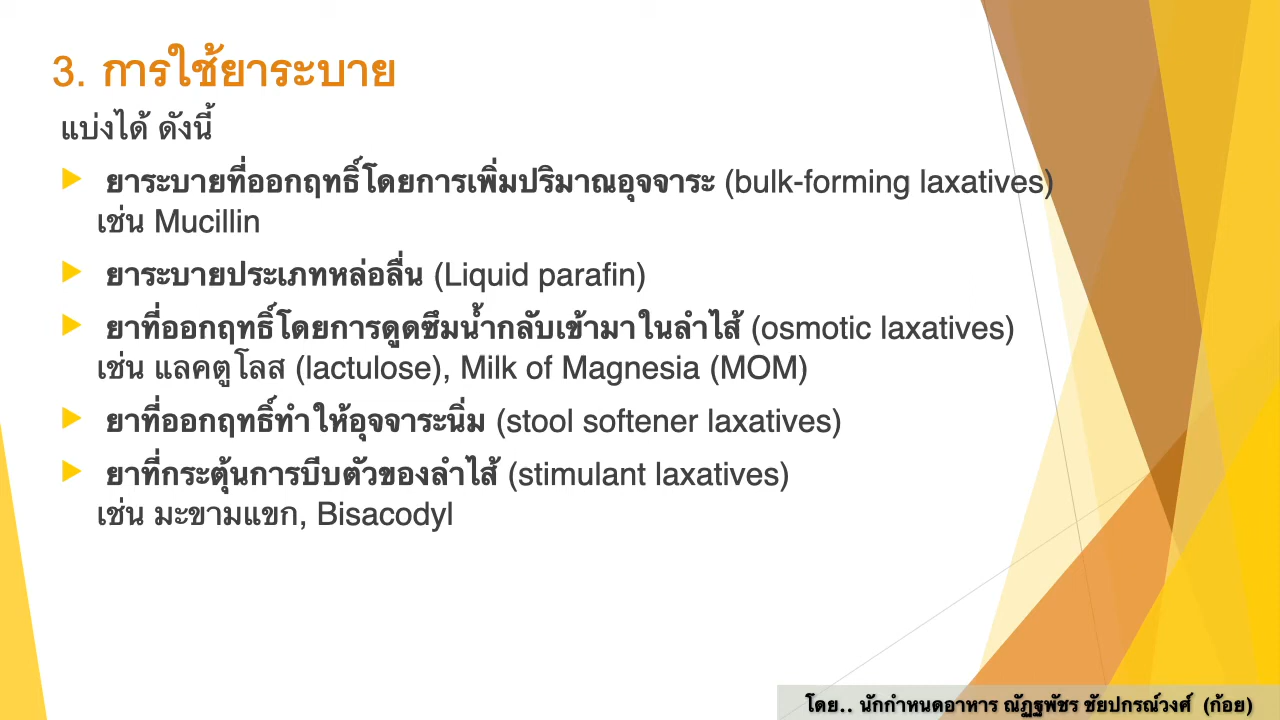 3. การใช้ยาระบาย
แบ่งได้ ดังนี้
ยาระบายที่ออกฤทธิ์โดยการเพิ่มปริมาณอุจจาระ (bulk-forming laxatives)
เช่น Mucillin
ยาระบายประเภทหล่อลื่น (Liquid parafin)
ยาที่ออกฤทธิ์โดยการดูดซึมน้ำกลับเข้ามาในลำไส้ (osmotic laxatives)
เช่น แลคตูโลส (lactulose), Milk of Magnesia (MOM)
ยาที่ออกฤทธิ์ทำให้อุจจาระนิ่ม (stool softener laxatives)
ยาที่กระตุ้นการบีบตัวของลำไส้ (stimulant laxatives)
เช่น มะขามแขก, Bisacodyl
โดย.. นักกำหนดอาหาร ณัฏฐพัชร ชัยปกรณ์วงศ์ (ก้อย)